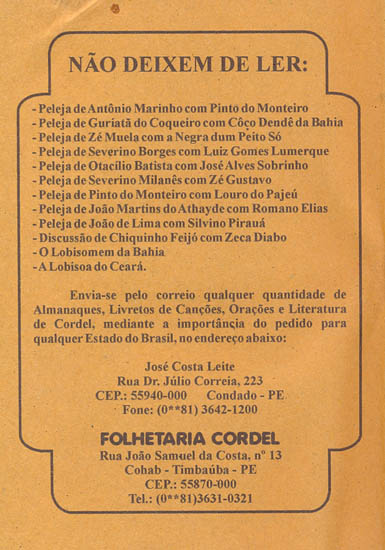 NÃO DEIXEM DE LER:
- Peleja de Antônio Marinho com Pinto do Monteiro
- Peleja de Guriatã do Coqueiro com Côço Dendê da Bahia
- Peleja de Zé Muela com a Negra dum Peito Só
- Peleja de Severino Borges com Luiz Gomes Lumerque
- Peleja de Otacílio Batista com José Alves Sobrinho
- Peleja de Severino Milanês com Zé Gustavo
- Peleja de Pinto do Monteiro com Louro do Pajeú
- Peleja de João Martins do Athayde com Romano Elias
- Peleja de João de Lima com Silvino Pirauá
- Discussão de Chiquinho Feijó com Zeca Diabo
- O Lobisomem da Bahia
- A Lobisoa do Ceará.
Envia-se pelo correio qualquer quantidade de
Almanaques, Livretos de Canções, Orações e Literatura
de Cordel, mediante a importância do pedido para
qualquer Estado do Brasil, no endereço abaixo:
José Costa Leite
Rua Dr. Júlio Correia, 223
CEP.: 55940-000 Condado - PE
Fone: (0**81) 3642-1200
FOLHETARIA CORDEL
Rua João Samuel da Costa, nº 13
Cohab - Timbaúba - PE
CEP.: 55870-000
Tel.: (0**81)3631-0321